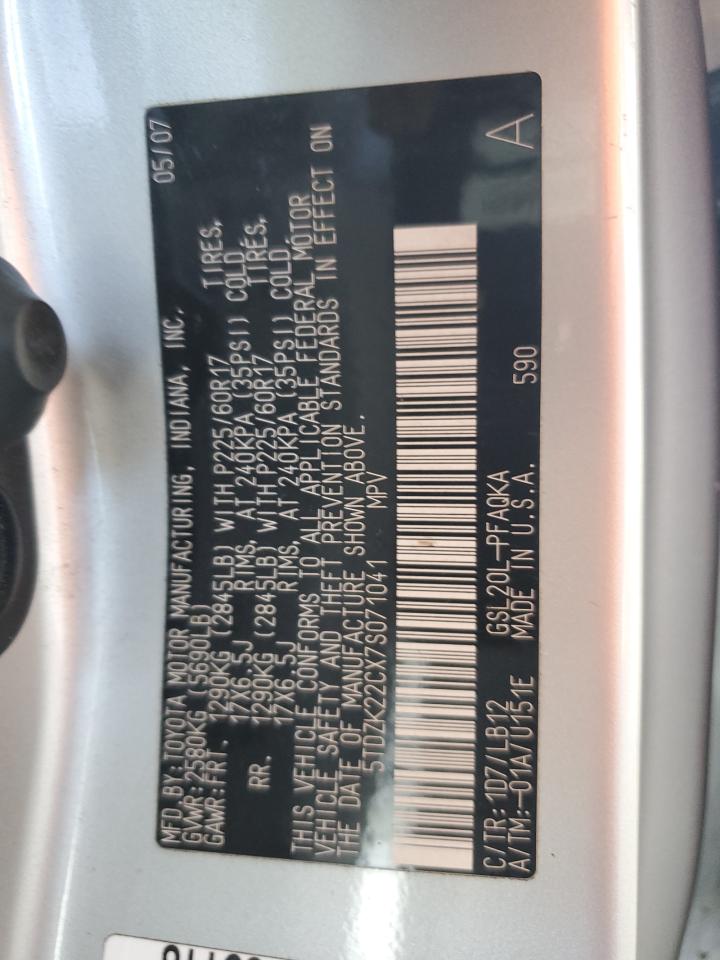 MFD.BY:TOYOTA MOTOR MANUFACTURING, INDIANA, INC. 05/07
GVWR:2580KG (5690LB)
GAWR:FRT. 1290KG (2845LB) WITH P225/60R17 TIRES,
17X6.5J RIMS, AT 240KPA (35PSI) COLD
RR. 1290KG (2845LB) WITH P225/60R17 TIRES,
17X6.5J RIMS, AT 240KPA (35PSI) COLD.
THIS VEHICLE CONFORMS TO ALL APPLICABLE FEDERAL MOTOR
VEHICLE SAFETY AND THEFT PREVENTION STANDARDS IN EFFECT ON
THE DATE OF MANUFACTURE SHOWN ABOVE.
5TDZK22CX7S071041 MPV
C/TR:1D7/LB12 GSL20L-PFAQKA
A/TM:-01A/U151E MADE IN U.S.A. 590 A